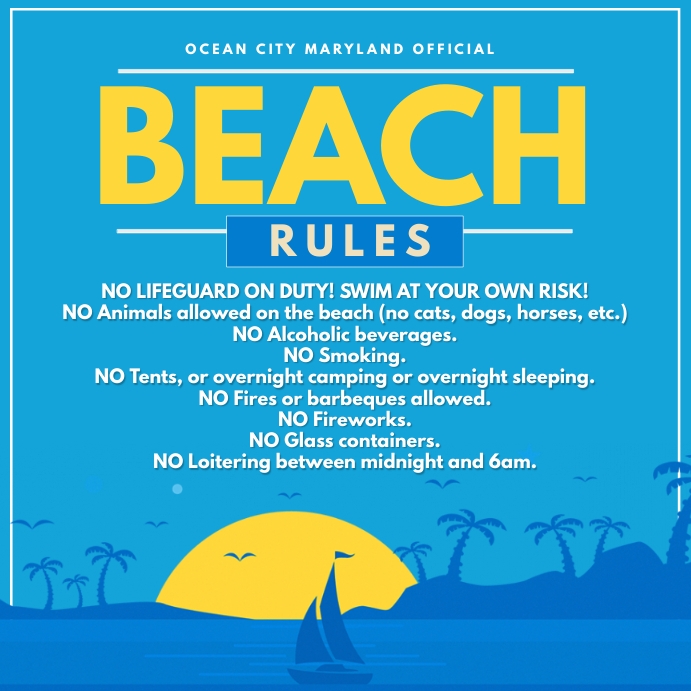 OCEAN CITY MARYLAND OFFICIAL
BEACH
RULES
NO LIFEGUARD ON DUTY! SWIM AT YOUR OWN RISK!
NO Animals allowed on the beach (no cats, dogs, horses, etc.)
NO Alcoholic beverages.
NO Smoking.
NO Tents, or overnight camping or overnight sleeping.
NO Fires or barbeques allowed.
NO Fireworks.
NO Glass containers.
NO Loitering between midnight and 6am.